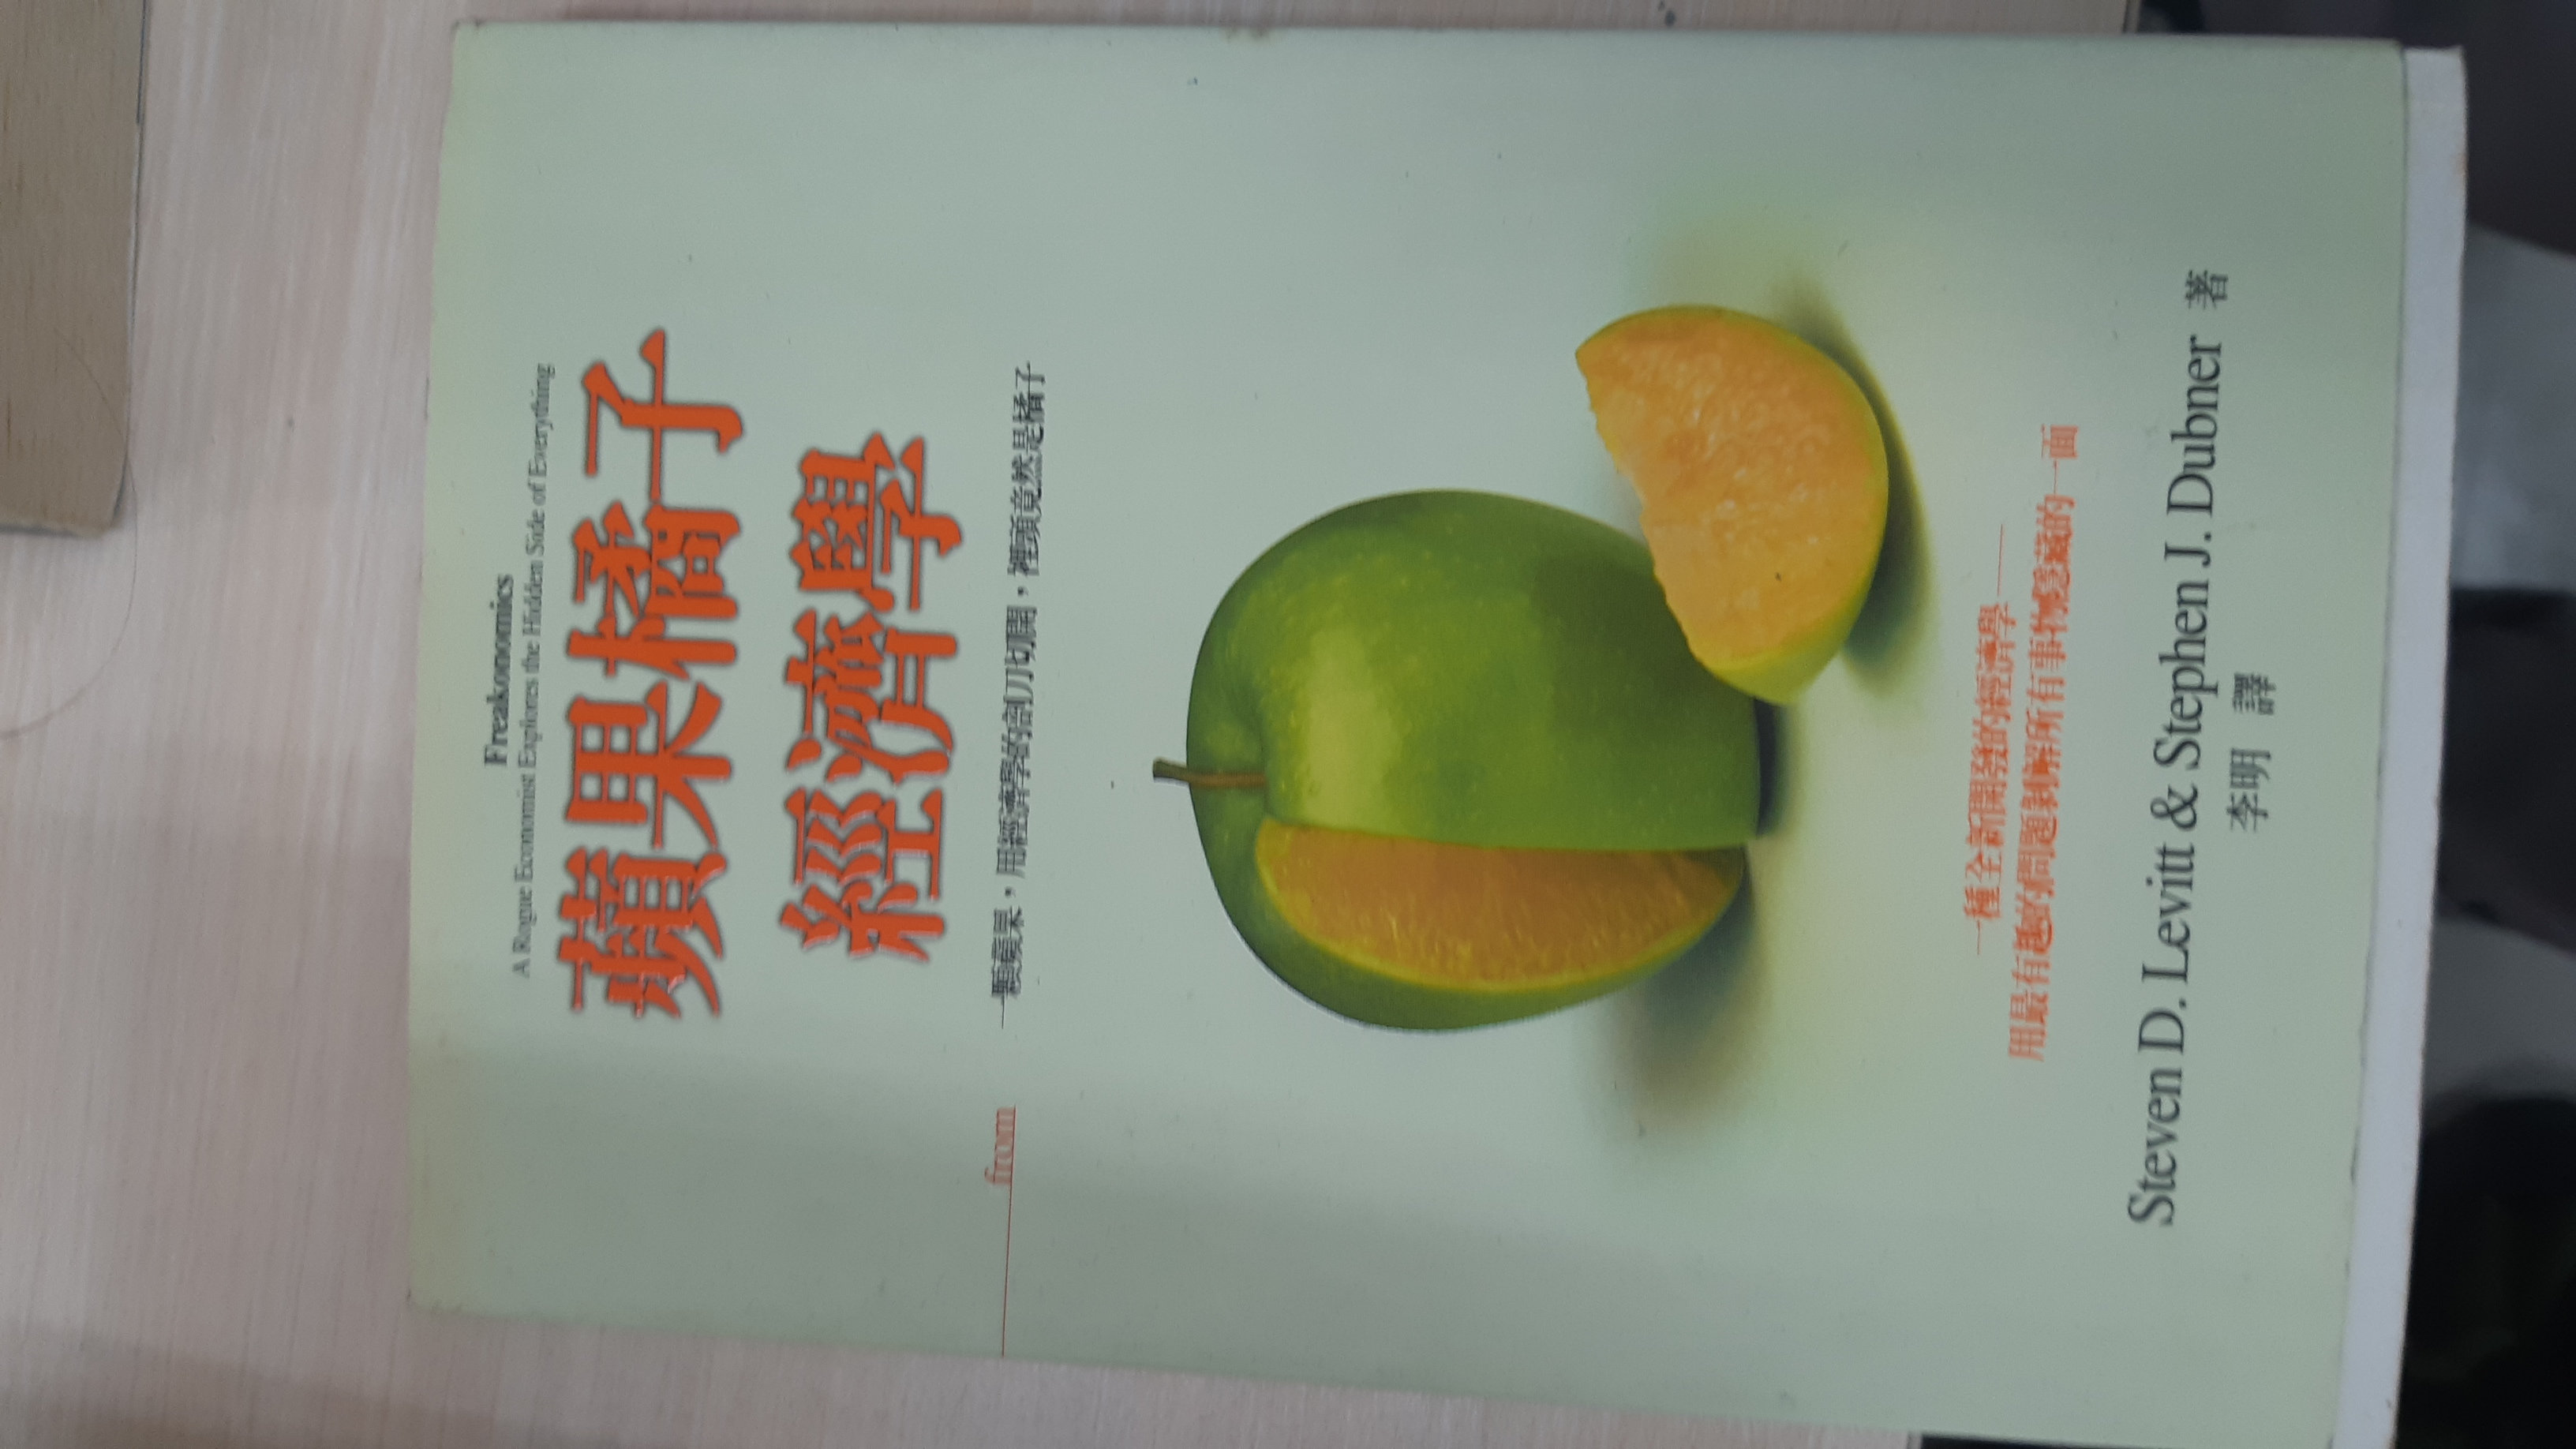 Freakonomics
A Rogue Economist Explores the Hidden Side of Everything
蘋果橘子
經濟學
from
一顆蘋果，用經濟學的剖刀切開，裡頭竟然是橘子
一種全新開發的經濟學——
用最有趣的問題剝解所有事物隱藏的一面
Steven D. Levitt & Stephen J. Dubner 著
李明 譯